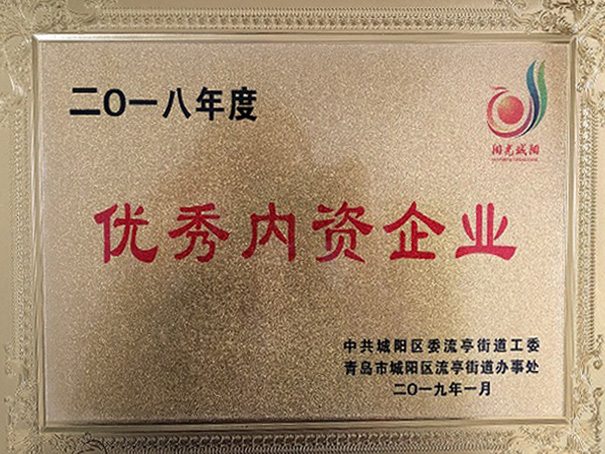 二〇一八年度
阳光城阳
优秀内资企业
中共城阳区委流亭街道工委
青岛市城阳区流亭街道办事处
二〇一九年一月